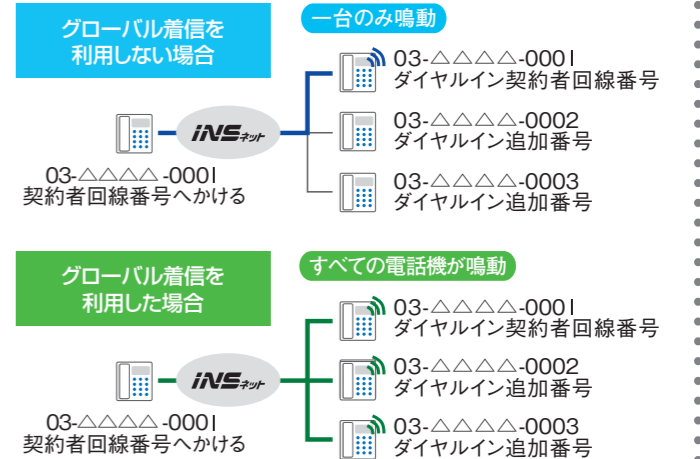 グローバル着信を
利用しない場合
一台のみ鳴動
03-△△△△-0001
ダイヤルイン契約者回線番号
03-△△△△-0002
ダイヤルイン追加番号
03-△△△△-0003
ダイヤルイン追加番号
INSネット
03-△△△△-0001
契約者回線番号へかける
グローバル着信を
利用した場合
すべての電話機が鳴動
03-△△△△-0001
ダイヤルイン契約者回線番号
03-△△△△-0002
ダイヤルイン追加番号
03-△△△△-0003
ダイヤルイン追加番号
INSネット
03-△△△△-0001
契約者回線番号へかける